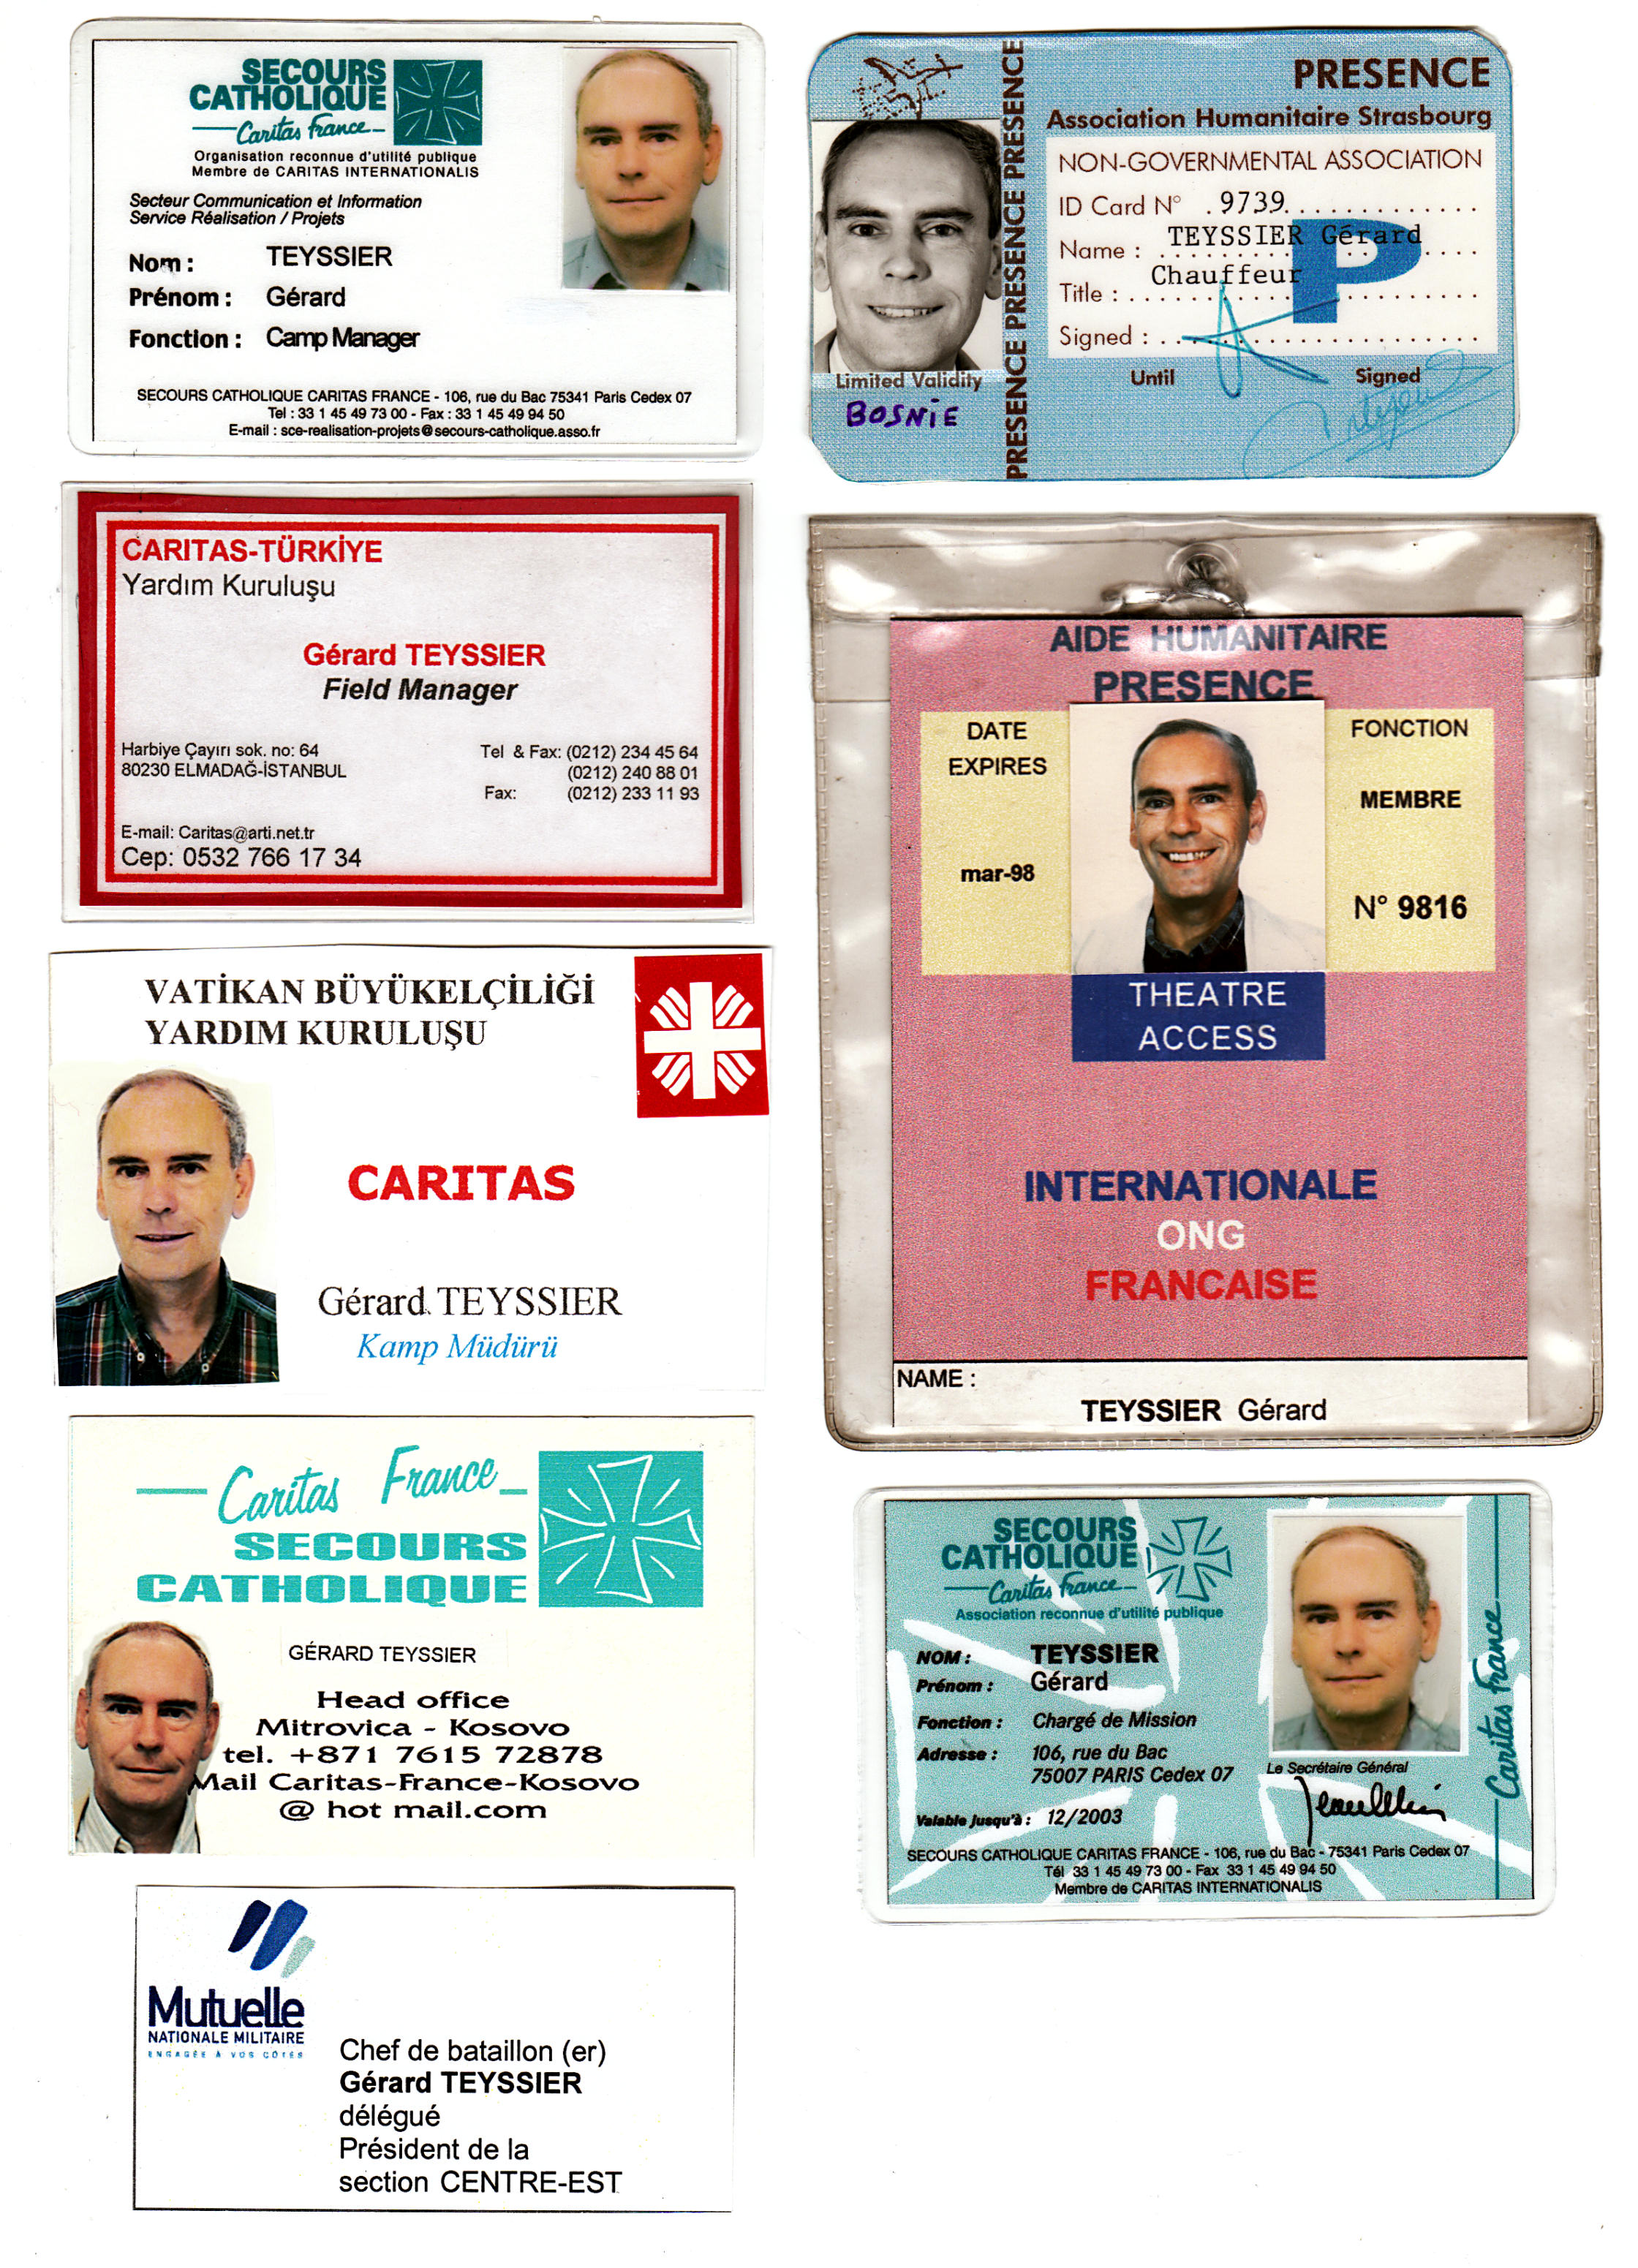 SECOURS
CATHOLIQUE
Caritas France
Organisation reconnue d'utilité publique
Membre de CARITAS INTERNATIONALIS
Secteur Communication et Information
Service Réalisation / Projets
Nom : TEYSSIER
Prénom : Gérard
Fonction : Camp Manager
SECOURS CATHOLIQUE CARITAS FRANCE - 106, rue du Bac 75341 Paris Cedex 07
Tel : 33 1 45 49 73 00 - Fax : 33 1 45 49 94 50
E-mail : sce-realisation-projets@secours-catholique.asso.fr
CARITAS-TÜRKİYE
Yardım Kuruluşu
Gérard TEYSSIER
Field Manager
Harbiye Çayırı sok. no: 64
80230 ELMADAĞ-İSTANBUL
Tel & Fax: (0212) 234 45 64
(0212) 240 88 01
Fax: (0212) 233 11 93
E-mail: Caritas@arti.net.tr
Cep: 0532 766 17 34
VATİKAN BÜYÜKELÇİLİĞİ
YARDIM KURULUŞU
CARITAS
Gérard TEYSSIER
Kamp Müdürü
Caritas France
SECOURS
CATHOLIQUE
GÉRARD TEYSSIER
Head office
Mitrovica - Kosovo
tel. +871 7615 72878
Mail Caritas-France-Kosovo
@ hot mail.com
Mutuelle
NATIONALE MILITAIRE
ENGAGÉE À VOS CÔTÉS
Chef de bataillon (er)
Gérard TEYSSIER
délégué
Président de la
section CENTRE-EST
PRESENCE PRESENCE PRESENCE PRESENCE
PRESENCE
Association Humanitaire Strasbourg
NON-GOVERNMENTAL ASSOCIATION
ID Card N° .9739
Name : TEYSSIER Gérard
Title : Chauffeur
Signed :
P
Limited Validity
Until
Signed
BOSNiE
AIDE HUMANITAIRE
PRESENCE
DATE
EXPIRES
mar-98
FONCTION
MEMBRE
N° 9816
THEATRE
ACCESS
INTERNATIONALE
ONG
FRANCAISE
NAME :
TEYSSIER Gérard
SECOURS
CATHOLIQUE
Caritas France
Association reconnue d'utilité publique
NOM : TEYSSIER
Prénom : Gérard
Fonction : Chargé de Mission
Adresse : 106, rue du Bac
75007 PARIS Cedex 07
Le Secrétaire Général
Valable jusqu'à : 12/2003
SECOURS CATHOLIQUE CARITAS FRANCE - 106, rue du Bac - 75341 Paris Cedex 07
Tél 33 1 45 49 73 00 - Fax 33 1 45 49 94 50
Membre de CARITAS INTERNATIONALIS
Caritas France